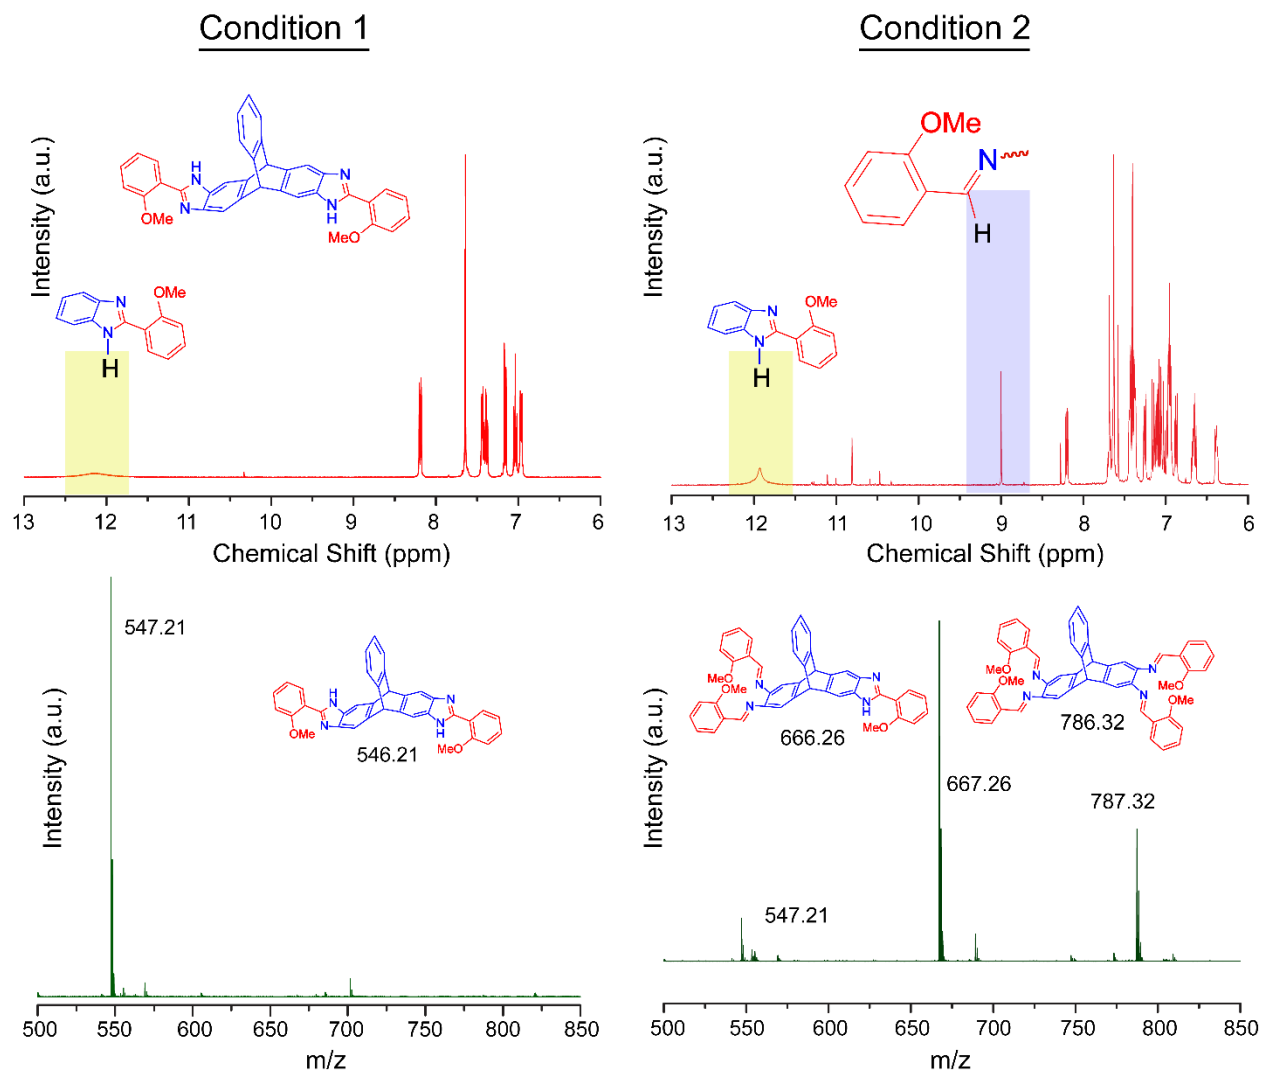 Condition 1
Condition 2
Intensity (a.u.)
H
N
N
OMe
N
N
H
MeO
N
OMe
N
H
13 12 11 10 9 8 7 6
Chemical Shift (ppm)
Intensity (a.u.)
OMe
N
H
N
OMe
N
H
13 12 11 10 9 8 7 6
Chemical Shift (ppm)
Intensity (a.u.)
547.21
H
N
N
OMe
N
N
H
MeO
546.21
500 550 600 650 700 750 800 850
m/z
Intensity (a.u.)
MeO
OMe
N
N
N
N
H
MeO
666.26
MeO
OMe
N
N
N
N
OMe
OMe
786.32
667.26
787.32
547.21
500 550 600 650 700 750 800 850
m/z